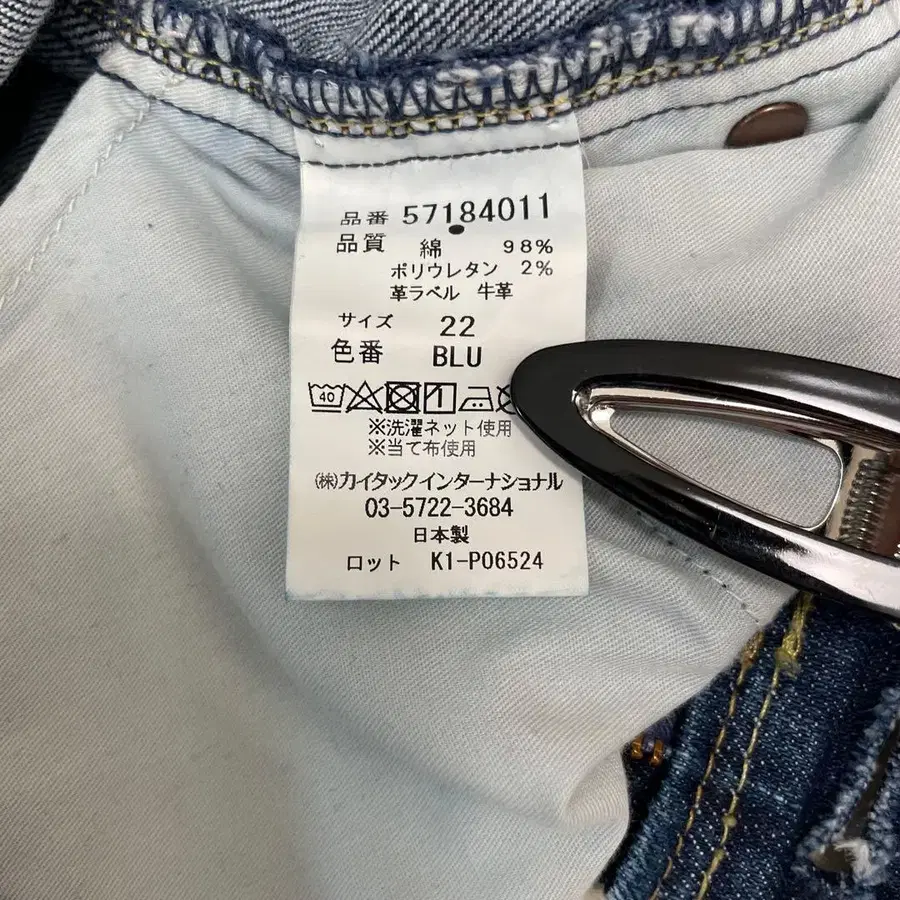 品番 57184011
品質 綿 98%
ポリウレタン 2%
革ラベル 牛革
サイズ 22
色番 BLU
40
※洗濯ネット使用
※当て布使用
㈱カイタックインターナショナル
03-5722-3684
日本製
ロット K1-P06524